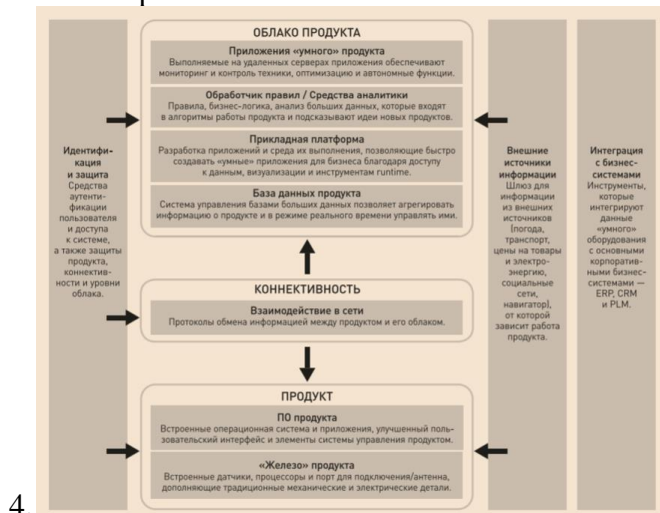 ОБЛАКО ПРОДУКТА
Приложения «умного» продукта
Выполняемые на удаленных серверах приложения обеспечивают
мониторинг и контроль техники, оптимизацию и автономные функции.
Обработчик правил / Средства аналитики
Правила, бизнес-логика, анализ больших данных, которые входят
в алгоритмы работы продукта и подсказывают идеи новых продуктов.
Прикладная платформа
Разработка приложений и среда их выполнения, позволяющие быстро
создавать «умные» приложения для бизнеса благодаря доступу
к данным, визуализации и инструментам runtime.
База данных продукта
Система управления базами больших данных позволяет агрегировать
информацию о продукте и в режиме реального времени управлять ими.
Идентифи-
кация
и защита
Средства
аутенти-
фикации
пользователя
и доступа
к системе,
а также защиты
продукта,
коннектив-
ности и уровни
облака.
КОННЕКТИВНОСТЬ
Взаимодействие в сети
Протоколы обмена информацией между продуктом и его облаком.
ПРОДУКТ
ПО продукта
Встроенные операционная система и приложения, улучшенный поль-
зовательский интерфейс и элементы системы управления продуктом.
«Железо» продукта
Встроенные датчики, процессоры и порт для подключения/антенна,
дополняющие традиционные механические и электрические детали.
Внешние
источники
информации
Шлюз для
информации
из внешних
источников
(погода,
транспорт,
цены на товары
и электро-
энергию,
социальные
сети,
навигатор),
от которой
зависит работа
продукта.
Интеграция
с бизнес-
системами
Инструменты,
которые
интегрируют
данные
«умного»
оборудования
с основными
корпоратив-
ными бизнес-
системами —
ERP, CRM
и PLM.
4.